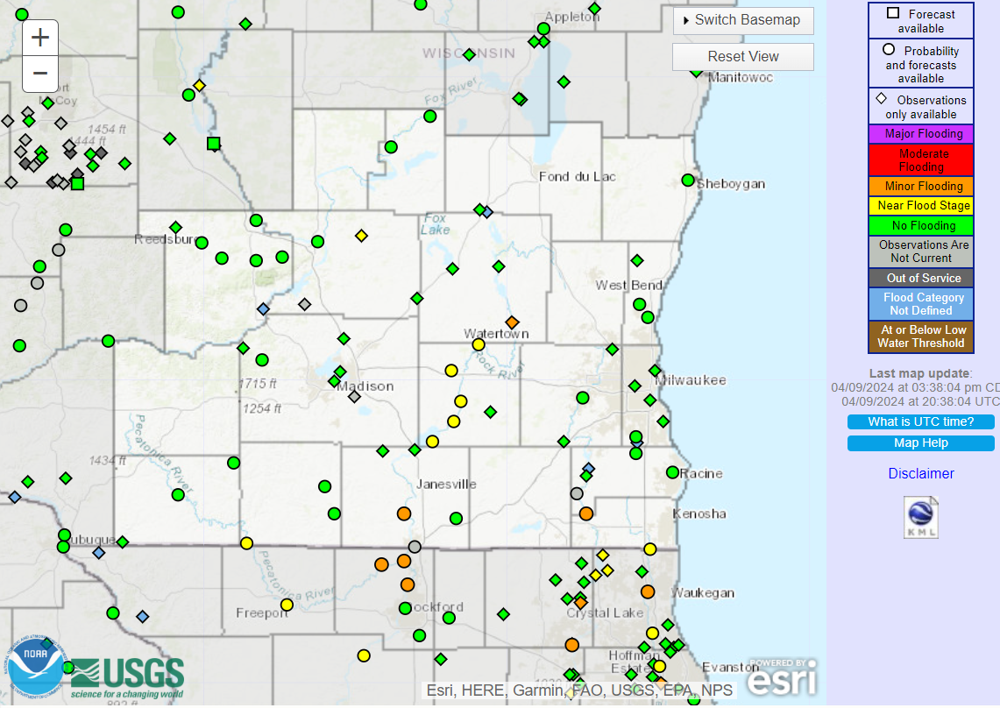 +
−
Appleton
Switch Basemap
WISCONSIN
Reset View
Fox River
Manitowoc
McCoy
1454 ft
1444 ft
Fond du Lac
Sheboygan
Fox
Lake
Reedsburg
West Bend
Watertown
Rock River
Madison
Milwaukee
1715 ft
1254 ft
Pecatonica River
1434 ft
Janesville
Racine
Kenosha
Dubuque
Pecatonica River
Freeport
Rockford
Crystal Lake
Waukegan
Hoffman
Estates
Evanston
NOAA
USGS
science for a changing world
POWERED BY
esri
Esri, HERE, Garmin, FAO, USGS, EPA, NPS
Forecast
available
Probability
and forecasts
available
Observations
only available
Major Flooding
Moderate
Flooding
Minor Flooding
Near Flood Stage
No Flooding
Observations Are
Not Current
Out of Service
Flood Category
Not Defined
At or Below Low
Water Threshold
Last map update:
04/09/2024 at 03:38:04 pm CD
04/09/2024 at 20:38:04 UTC
What is UTC time?
Map Help
Disclaimer
KML